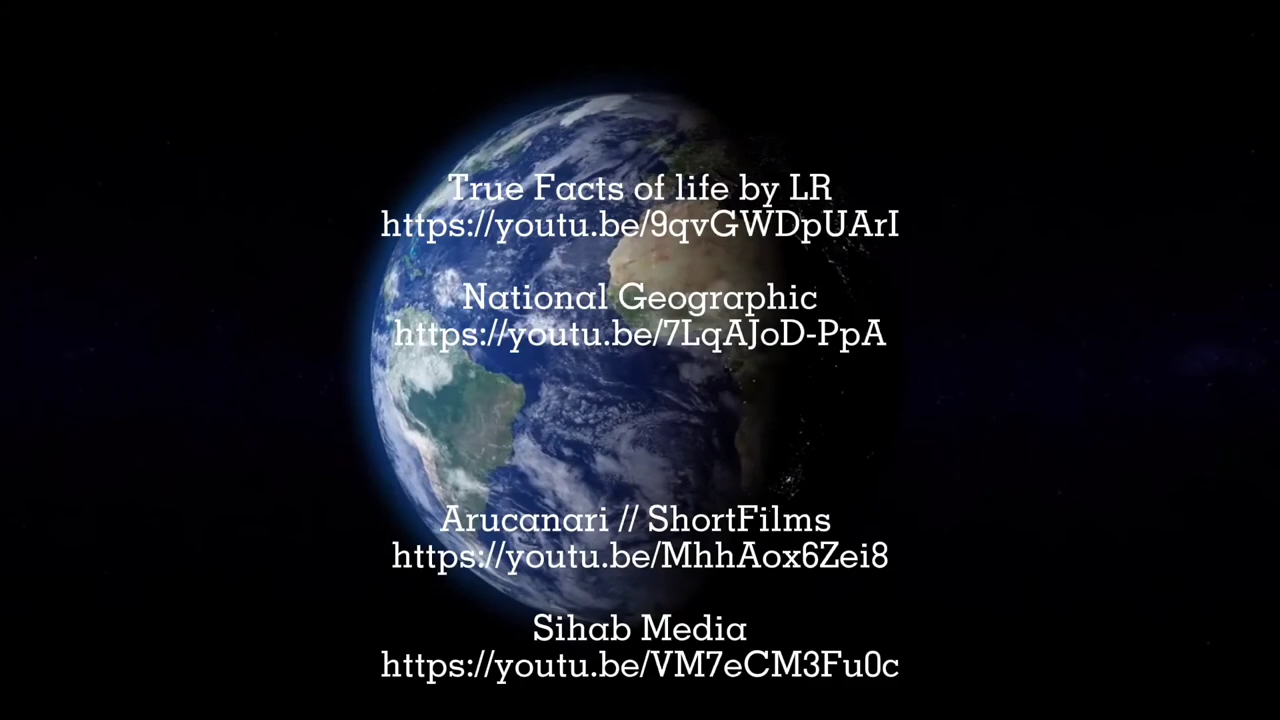 True Facts of life by LR
https://youtu.be/9qvGWDpUArI
National Geographic
https://youtu.be/7LqAJoD-PpA
Arucanari // ShortFilms
https://youtu.be/MhhAox6Zei8
Sihab Media
https://youtu.be/VM7eCM3Fu0c